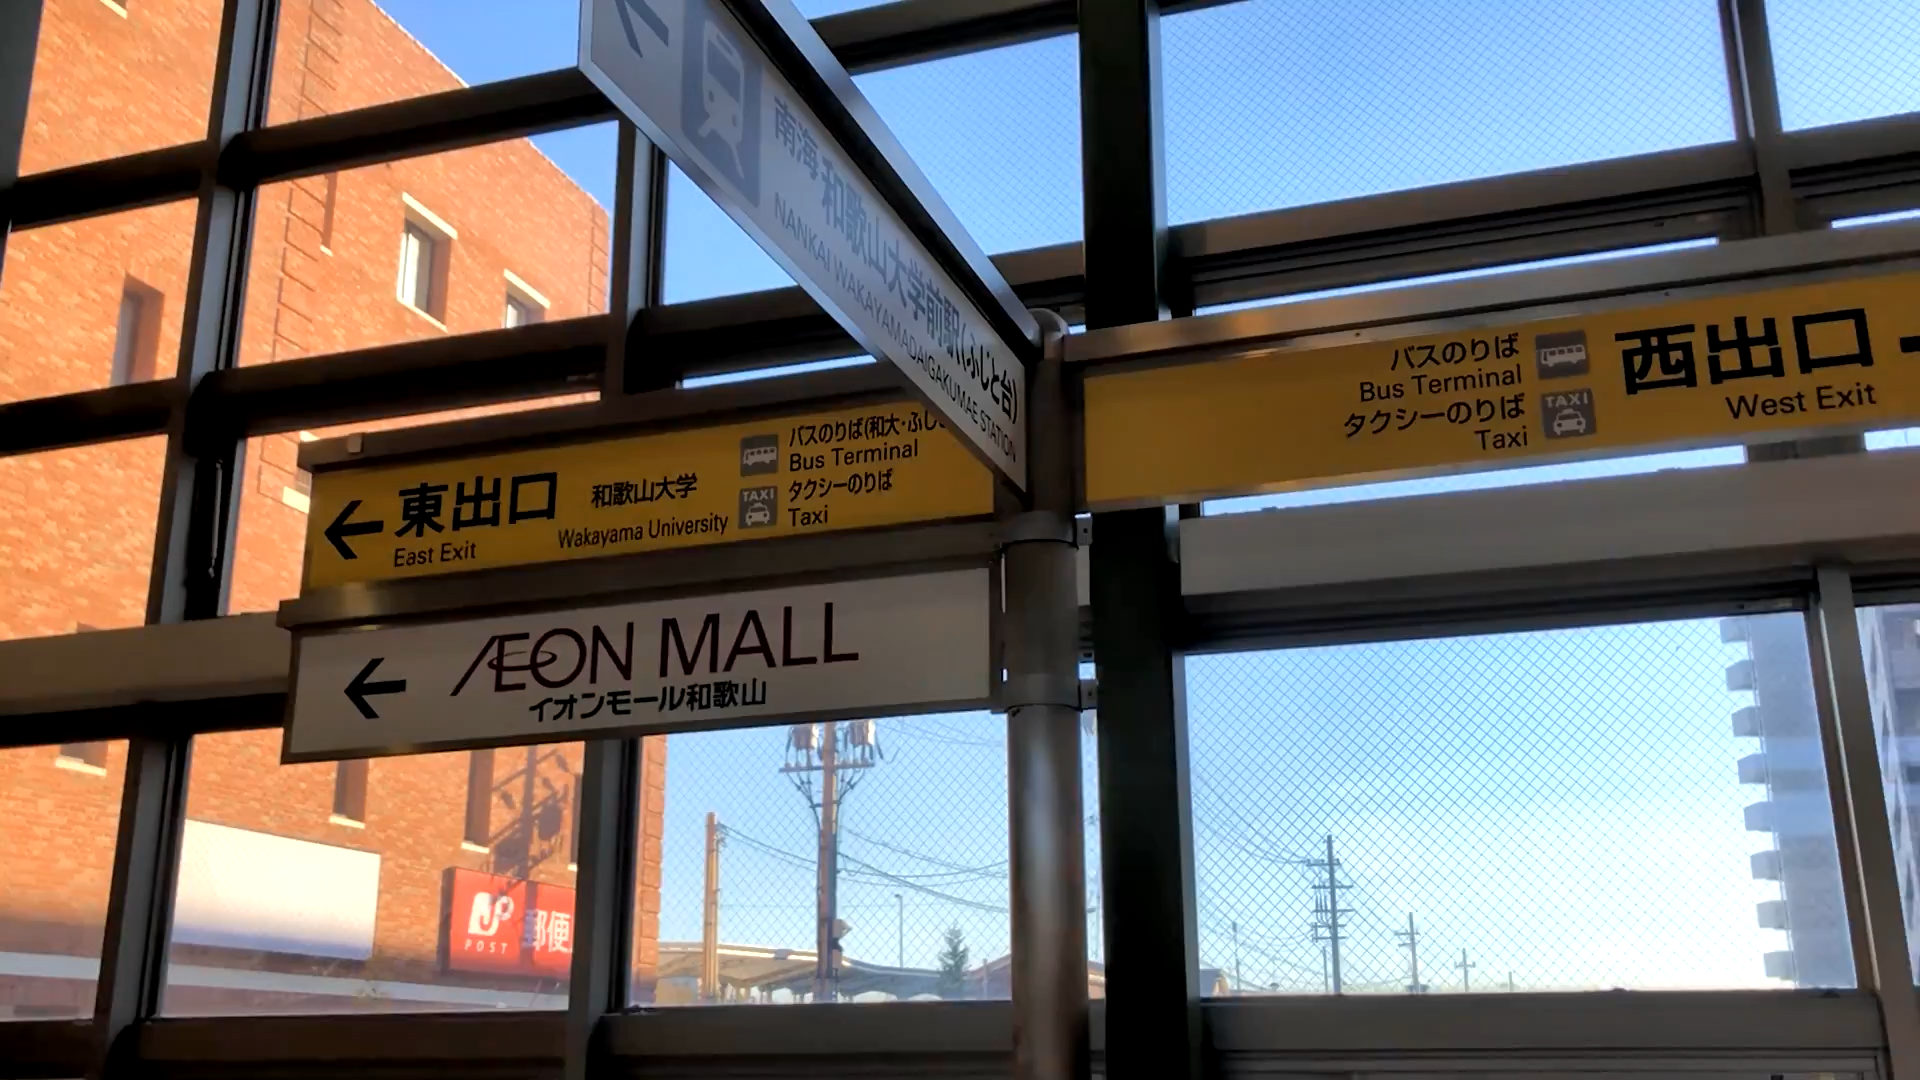 南海和歌山大学前駅(ふじと台)
NANKAI WAKAYAMADAIGAKUMAE STATION
東出口
East Exit
和歌山大学
Wakayama University
バスのりば(和大・ふじ
Bus Terminal
TAXI
タクシーのりば
Taxi
バスのりば
Bus Terminal
タクシーのりば
Taxi
TAXI
西出口
West Exit
ÆON MALL
イオンモール和歌山
JP
POST
郵便